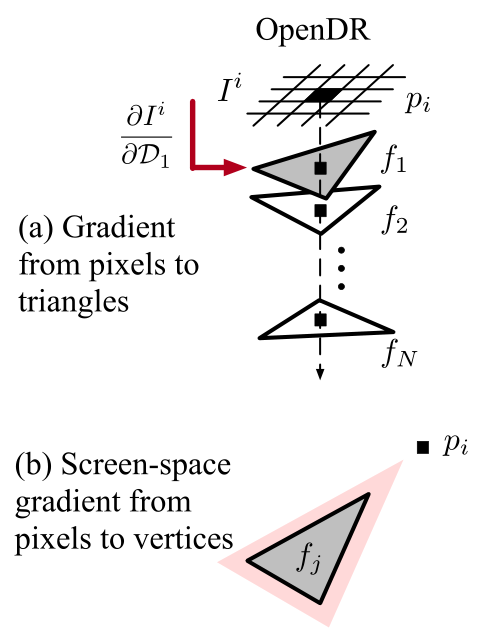 OpenDR
I^i
p_i
∂I^i
∂𝒟_1
f_1
f_2
(a) Gradient
from pixels to
triangles
f_N
(b) Screen-space
gradient from
pixels to vertices
p_i
f_j